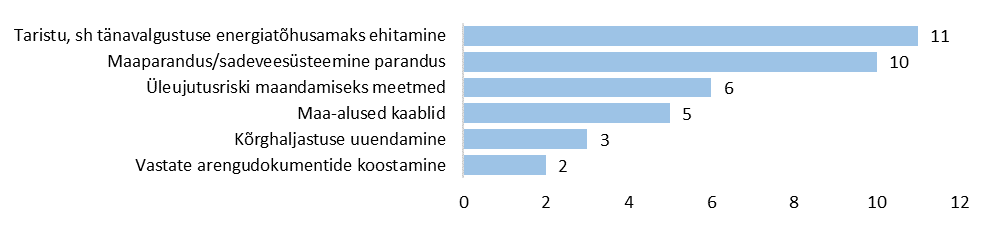 Taristu, sh tänavalgustuse energiatõhusamaks ehitamine 11
Maaparandus/sadeveesüsteemine parandus 10
Üleujutusriski maandamiseks meetmed 6
Maa-alused kaablid 5
Kõrghaljastuse uuendamine 3
Vastate arengudokumentide koostamine 2
0 2 4 6 8 10 12